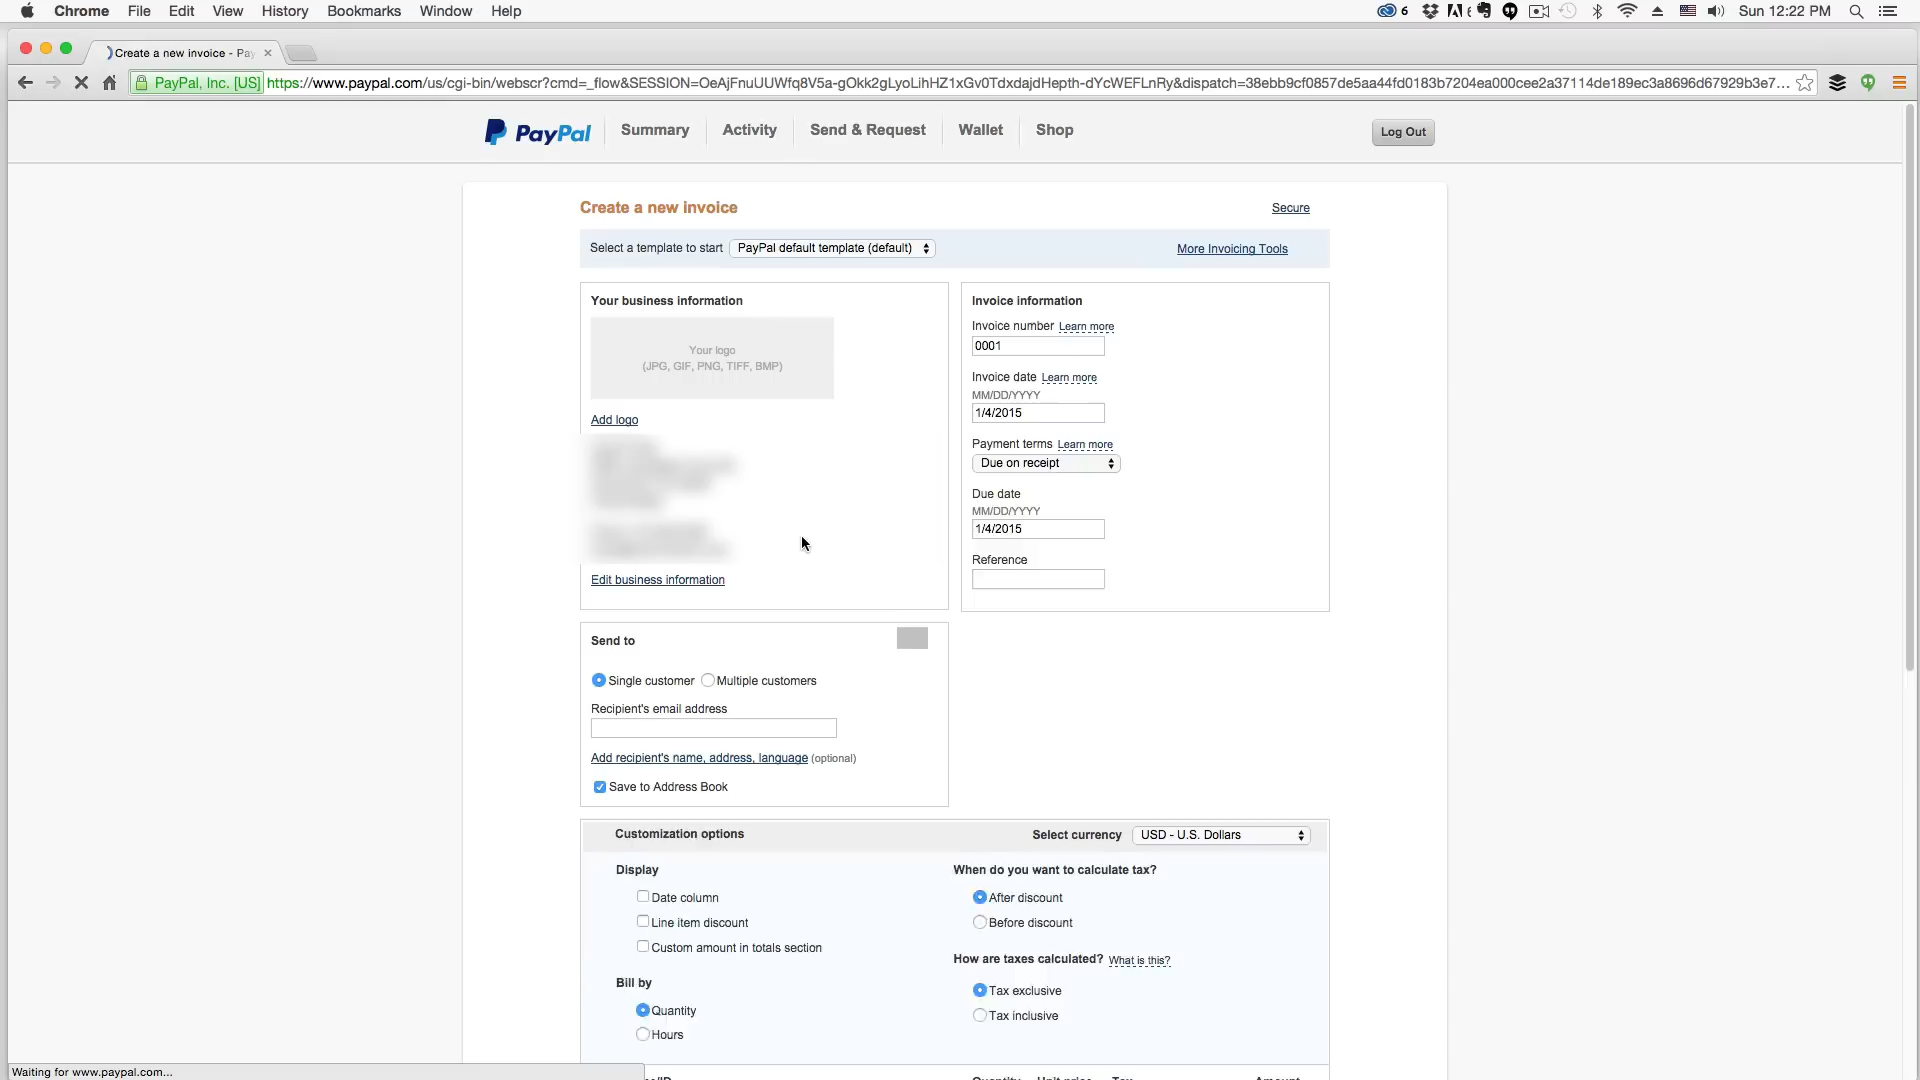 Chrome File Edit View History Bookmarks Window Help
6 Sun 12:22 PM
Create a new invoice - Pay
PayPal, Inc. [US] https://www.paypal.com/us/cgi-bin/webscr?cmd=_flow&SESSION=OeAjFnuUUWfq8V5a-gOkk2gLyoLihHZ1xGv0TdxdajdHepth-dYcWEFLnRy&dispatch=38ebb9cf0857de5aa44fd0183b7204ea000cee2a37114de189ec3a8696d67929b3e7...
PayPal Summary Activity Send & Request Wallet Shop Log Out
Create a new invoice Secure
Select a template to start PayPal default template (default) More Invoicing Tools
Your business information
Your logo
(JPG, GIF, PNG, TIFF, BMP)
Add logo
Edit business information
Invoice information
Invoice number Learn more
0001
Invoice date Learn more
MM/DD/YYYY
1/4/2015
Payment terms Learn more
Due on receipt
Due date
MM/DD/YYYY
1/4/2015
Reference
Send to
Single customer Multiple customers
Recipient's email address
Add recipient's name, address, language (optional)
Save to Address Book
Customization options Select currency USD - U.S. Dollars
Display
Date column
Line item discount
Custom amount in totals section
Bill by
Quantity
Hours
When do you want to calculate tax?
After discount
Before discount
How are taxes calculated? What is this?
Tax exclusive
Tax inclusive
Quantity Unit price Tax Amount
Waiting for www.paypal.com...